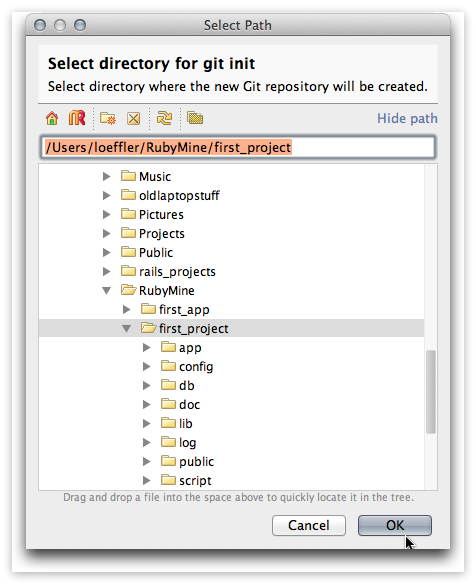 Select Path
Select directory for git init
Select directory where the new Git repository will be created.
Hide path
/Users/loeffler/RubyMine/first_project
Music
oldlaptopstuff
Pictures
Projects
Public
rails_projects
RubyMine
first_app
first_project
app
config
db
doc
lib
log
public
script
Drag and drop a file into the space above to quickly locate it in the tree.
Cancel
OK